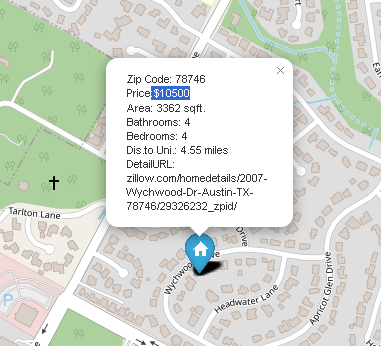 Zip Code: 78746
Price:$10500
Area: 3362 sqft.
Bathrooms: 4
Bedrooms: 4
Dis.to Uni.: 4.55 miles
DetailURL:
zillow.com/homedetails/2007-
Wychwood-Dr-Austin-TX-
78746/29326232_zpid/
Tarlton Lane
Drive
Wychwood Drive
Headwater Lane
Apricot Glen Drive
P